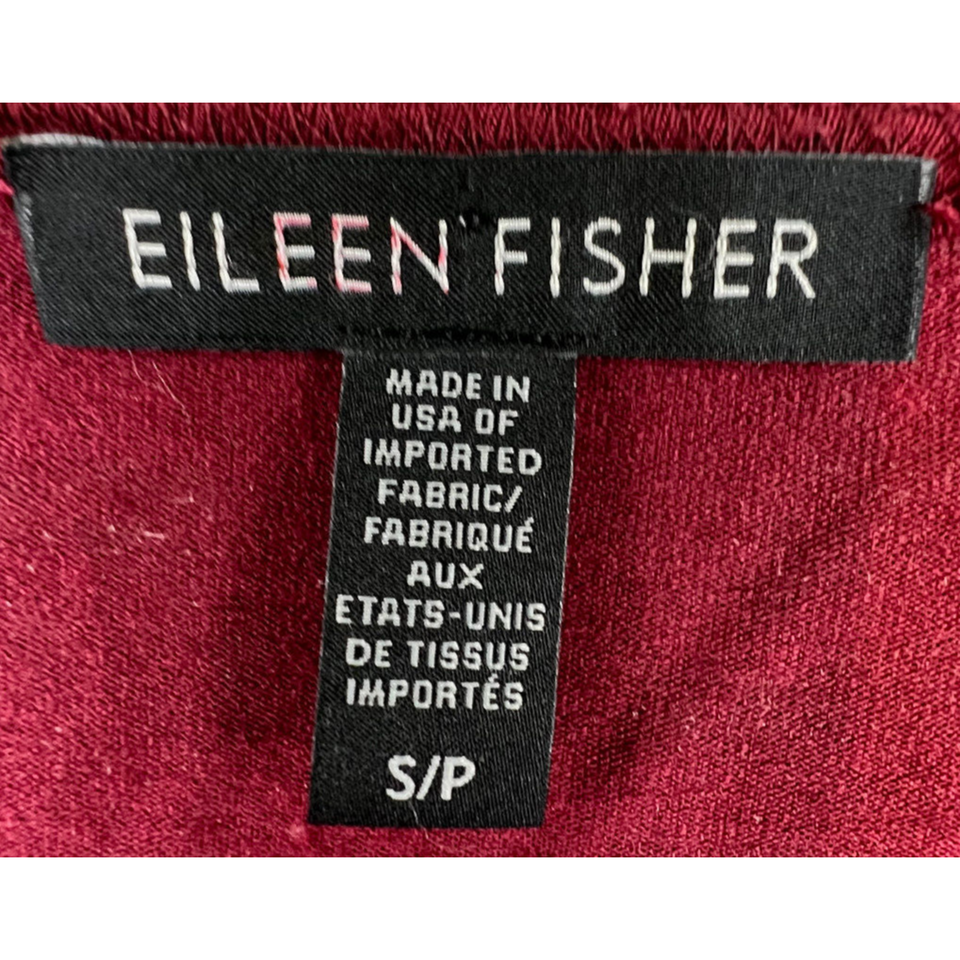 EILEEN FISHER
MADE IN
USA OF
IMPORTED
FABRIC/
FABRIQUÉ
AUX
ETATS-UNIS
DE TISSUS
IMPORTÉS
S/P